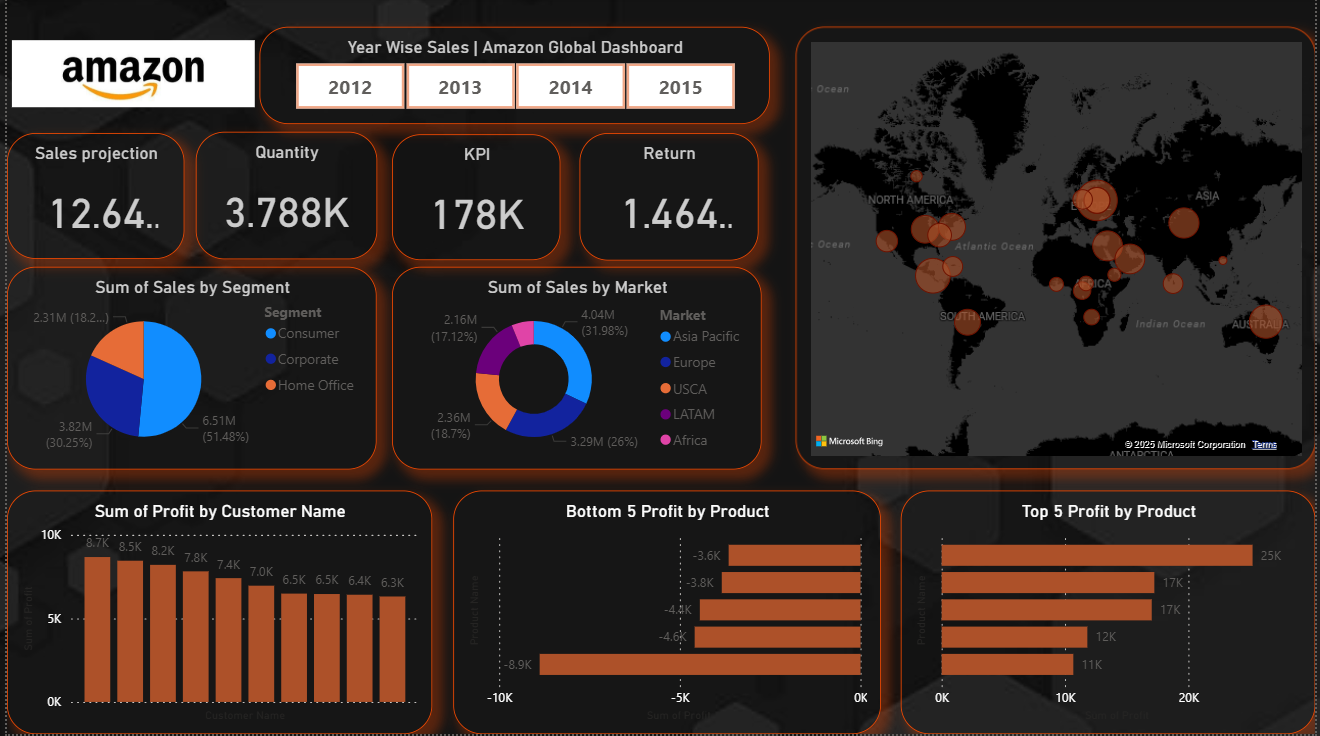 amazon
Year Wise Sales | Amazon Global Dashboard
2012
2013
2014
2015
Sales projection
12.64..
Quantity
3.788K
KPI
178K
Return
1.464..
Sum of Sales by Segment
2.31M (18.2...)
3.82M
(30.25%)
6.51M
(51.48%)
Segment
Consumer
Corporate
Home Office
Sum of Sales by Market
2.16M
(17.12%)
4.04M
(31.98%)
2.36M
(18.7%)
3.29M (26%)
Market
Asia Pacific
Europe
USCA
LATAM
Africa
Ocean
NORTH AMERICA
ASIA
Ocean
Atlantic Ocean
AFRICA
SOUTH AMERICA
Indian Ocean
AUSTRALIA
Microsoft Bing
© 2025 Microsoft Corporation Terms
ANTARCTICA
Sum of Profit by Customer Name
Sum of Profit
10K
5K
0K
8.7K
8.5K
8.2K
7.8K
7.4K
7.0K
6.5K
6.5K
6.4K
6.3K
Customer Name
Bottom 5 Profit by Product
Product Name
-3.6K
-3.8K
-4.4K
-4.6K
-8.9K
-10K
-5K
0K
Sum of Profit
Top 5 Profit by Product
Product Name
25K
17K
17K
12K
11K
0K
10K
20K
Sum of Profit